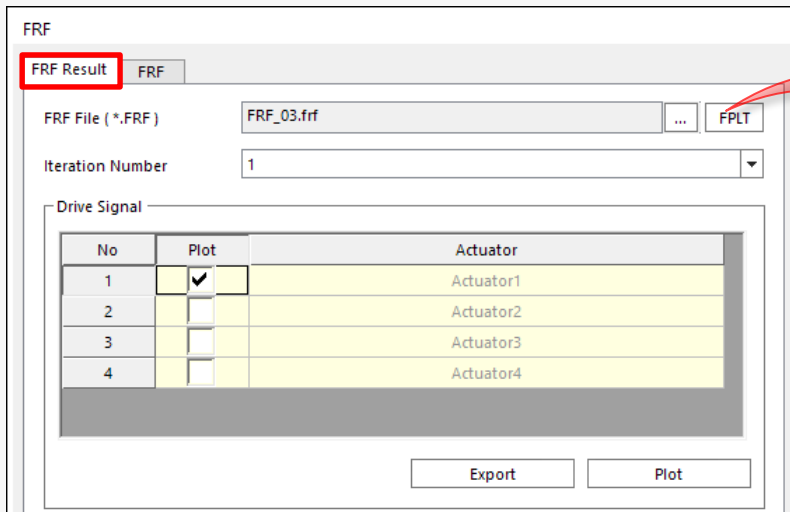 FRF
FRF Result FRF
FRF File ( *.FRF ) FRF_03.frf ... FPLT
Iteration Number 1
Drive Signal
No Plot Actuator
1 Actuator1
2 Actuator2
3 Actuator3
4 Actuator4
Export Plot